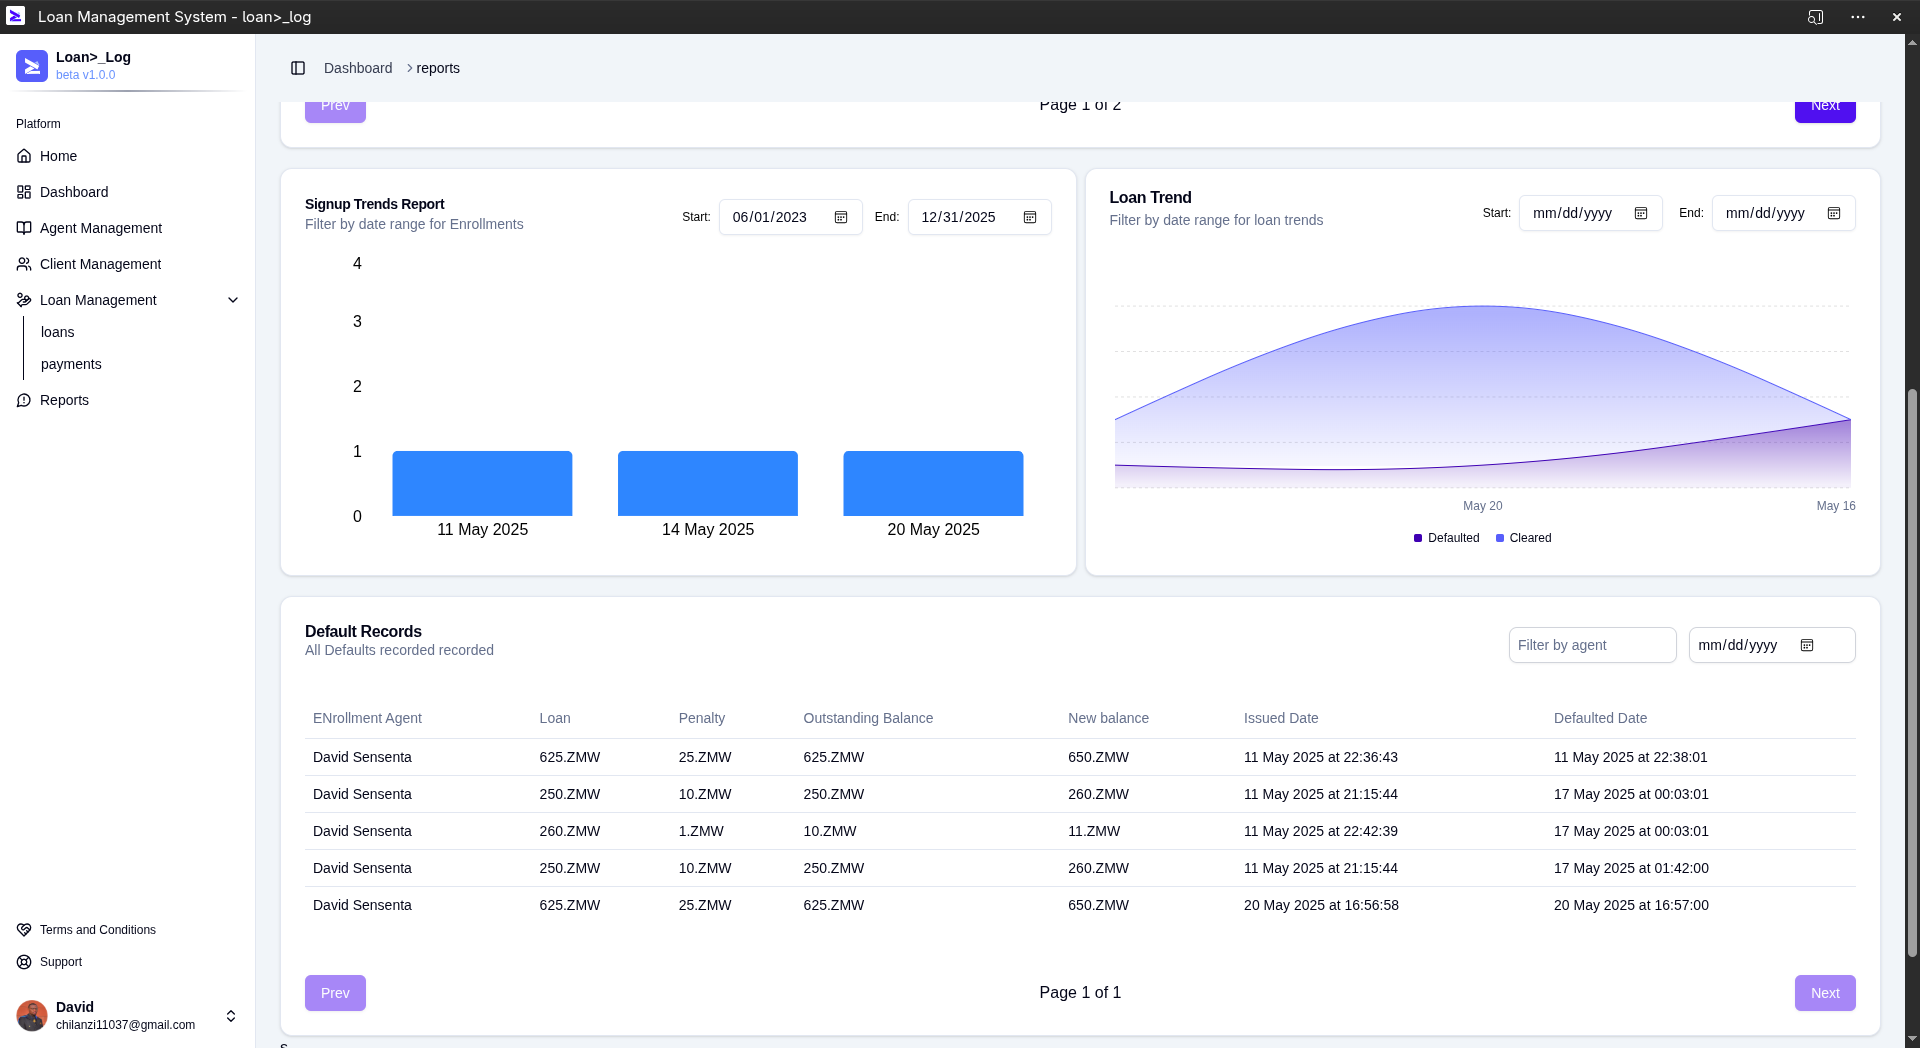 Loan Management System - loan>_log
Loan>_Log
beta v1.0.0
Platform
Home
Dashboard
Agent Management
Client Management
Loan Management
loans
payments
Reports
Terms and Conditions
Support
David
chilanzi11037@gmail.com
Dashboard > reports
Prev Page 1 of 2 Next
Signup Trends Report
Filter by date range for Enrollments
Start: 06/01/2023 End: 12/31/2025
4
3
2
1
0
11 May 2025 14 May 2025 20 May 2025
Loan Trend
Filter by date range for loan trends
Start: mm/dd/yyyy End: mm/dd/yyyy
May 20 May 16
Defaulted Cleared
Default Records
All Defaults recorded recorded
Filter by agent mm/dd/yyyy
ENrollment Agent Loan Penalty Outstanding Balance New balance Issued Date Defaulted Date
David Sensenta 625.ZMW 25.ZMW 625.ZMW 650.ZMW 11 May 2025 at 22:36:43 11 May 2025 at 22:38:01
David Sensenta 250.ZMW 10.ZMW 250.ZMW 260.ZMW 11 May 2025 at 21:15:44 17 May 2025 at 00:03:01
David Sensenta 260.ZMW 1.ZMW 10.ZMW 11.ZMW 11 May 2025 at 22:42:39 17 May 2025 at 00:03:01
David Sensenta 250.ZMW 10.ZMW 250.ZMW 260.ZMW 11 May 2025 at 21:15:44 17 May 2025 at 01:42:00
David Sensenta 625.ZMW 25.ZMW 625.ZMW 650.ZMW 20 May 2025 at 16:56:58 20 May 2025 at 16:57:00
Prev Page 1 of 1 Next